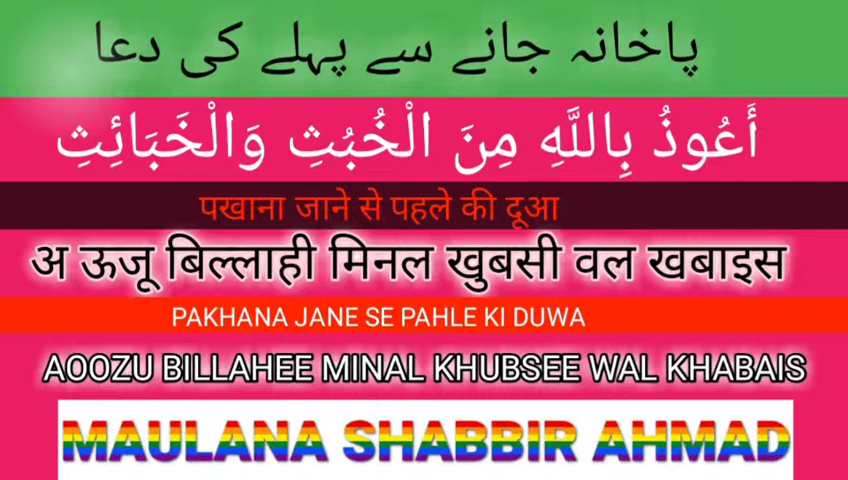 پاخانہ جانے سے پہلے کی دعا
أَعُوذُ بِاللَّهِ مِنَ الْخُبُثِ وَالْخَبَائِثِ
पखाना जाने से पहले की दूआ
अ ऊजू बिल्लाही मिनल खुबसी वल खबाइस
PAKHANA JANE SE PAHLE KI DUWA
AOOZU BILLAHEE MINAL KHUBSEE WAL KHABAIS
MAULANA SHABBIR AHMAD